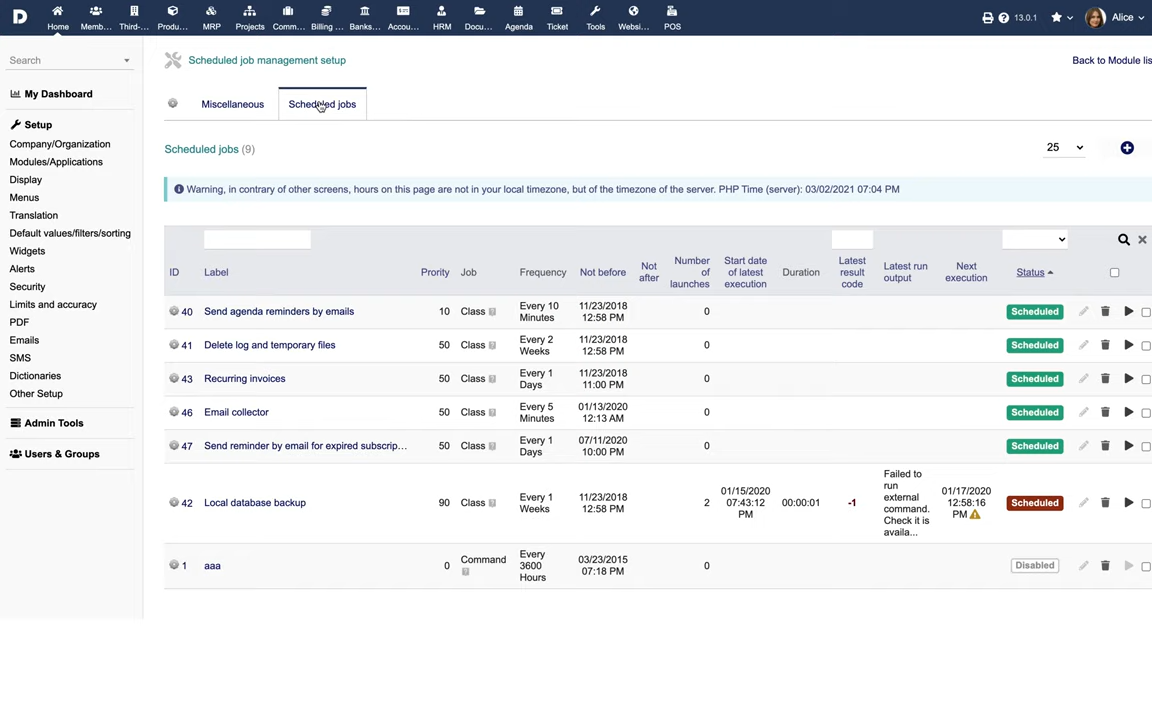 D
Home Memb... Third-... Produ... MRP Projects Comm... Billing ... Banks... Accou... HRM Docu... Agenda Ticket Tools Websi... POS 13.0.1 Alice
Search
Scheduled job management setup
Back to Module lis
My Dashboard
Miscellaneous Scheduled jobs
Setup
Company/Organization
Modules/Applications
Display
Menus
Translation
Default values/filters/sorting
Widgets
Alerts
Security
Limits and accuracy
PDF
Emails
SMS
Dictionaries
Other Setup
Admin Tools
Users & Groups
Scheduled jobs (9)
25
Warning, in contrary of other screens, hours on this page are not in your local timezone, but of the timezone of the server. PHP Time (server): 03/02/2021 07:04 PM
ID Label Prority Job Frequency Not before Not after Number of launches Start date of latest execution Duration Latest result code Latest run output Next execution Status
40 Send agenda reminders by emails 10 Class Every 10 Minutes 11/23/2018 12:58 PM 0 Scheduled
41 Delete log and temporary files 50 Class Every 2 Weeks 11/23/2018 12:58 PM 0 Scheduled
43 Recurring invoices 50 Class Every 1 Days 11/23/2018 11:00 PM 0 Scheduled
46 Email collector 50 Class Every 5 Minutes 01/13/2020 12:13 AM 0 Scheduled
47 Send reminder by email for expired subscrip... 50 Class Every 1 Days 07/11/2020 10:00 PM 0 Scheduled
42 Local database backup 90 Class Every 1 Weeks 11/23/2018 12:58 PM 2 01/15/2020 07:43:12 PM 00:00:01 -1 Failed to run external command. Check it is availa... 01/17/2020 12:58:16 PM Scheduled
1 aaa 0 Command Every 3600 Hours 03/23/2015 07:18 PM 0 Disabled